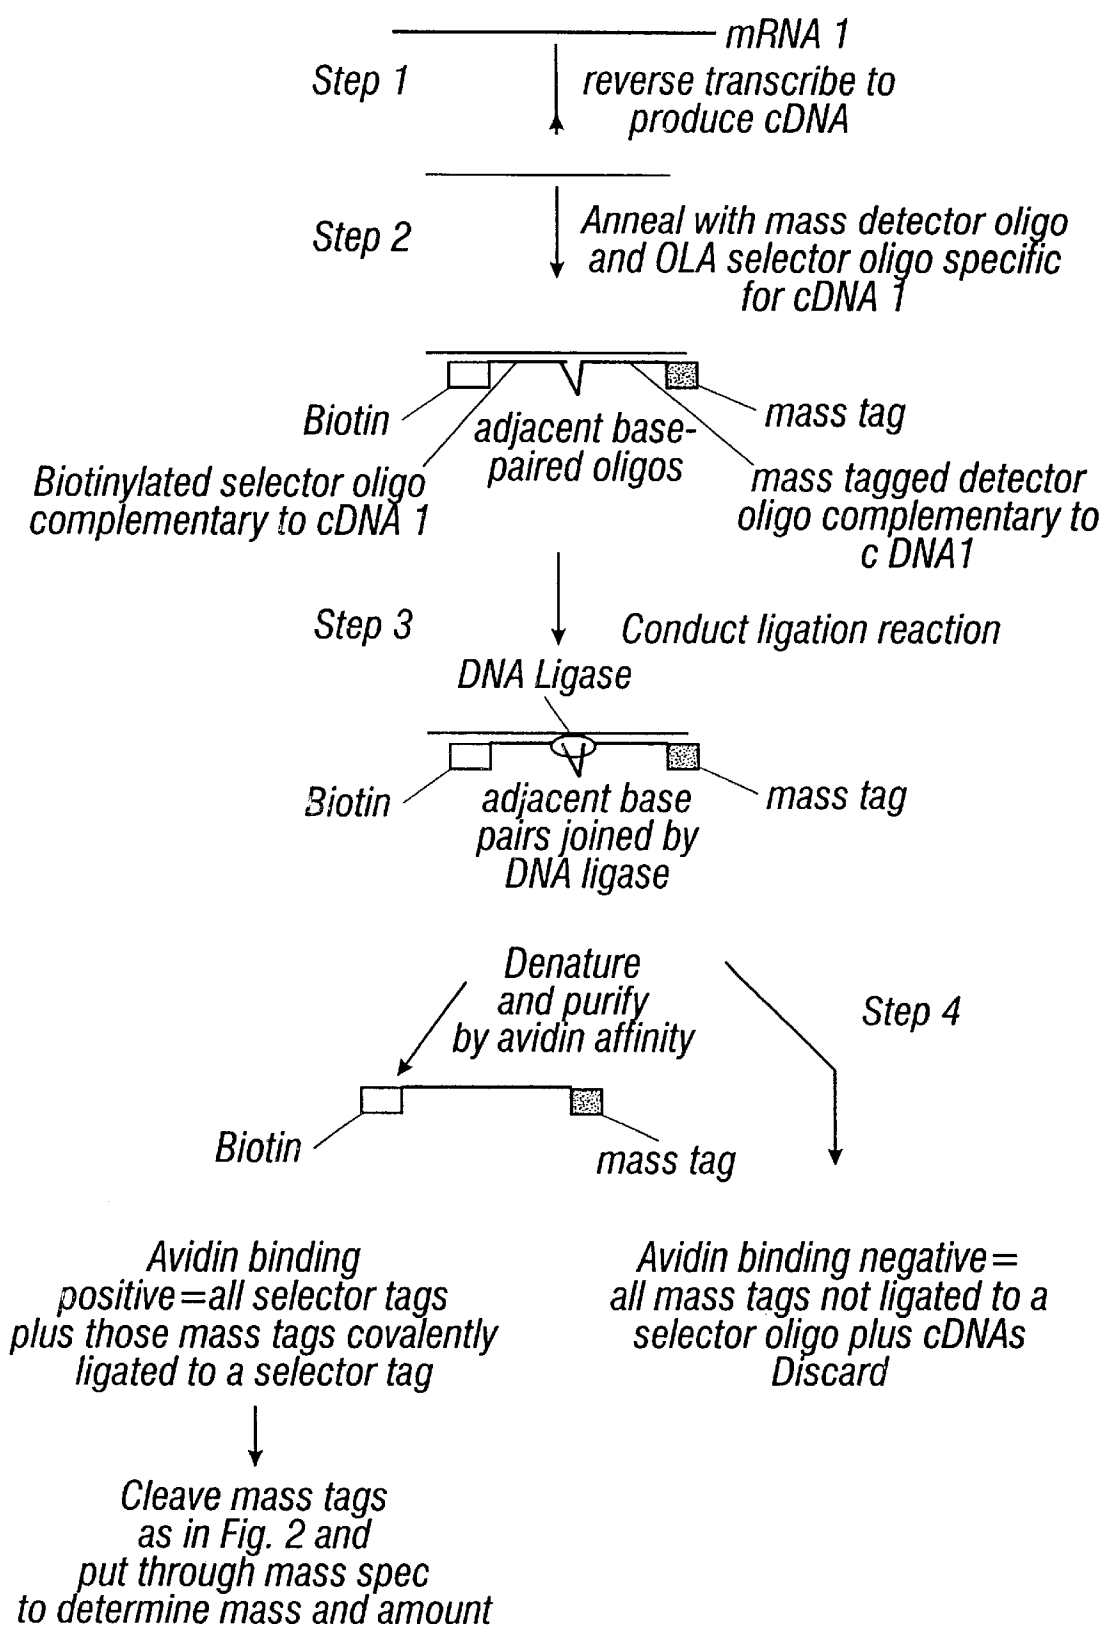 mRNA 1
Step 1
reverse transcribe to
produce cDNA
Step 2
Anneal with mass detector oligo
and OLA selector oligo specific
for cDNA 1
Biotin
adjacent base-
paired oligos
mass tag
Biotinylated selector oligo
complementary to cDNA 1
mass tagged detector
oligo complementary to
c DNA1
Step 3
Conduct ligation reaction
DNA Ligase
Biotin
adjacent base
pairs joined by
DNA ligase
mass tag
Denature
and purify
by avidin affinity
Step 4
Biotin
mass tag
Avidin binding
positive=all selector tags
plus those mass tags covalently
ligated to a selector tag
Avidin binding negative=
all mass tags not ligated to a
selector oligo plus cDNAs
Discard
Cleave mass tags
as in Fig. 2 and
put through mass spec
to determine mass and amount